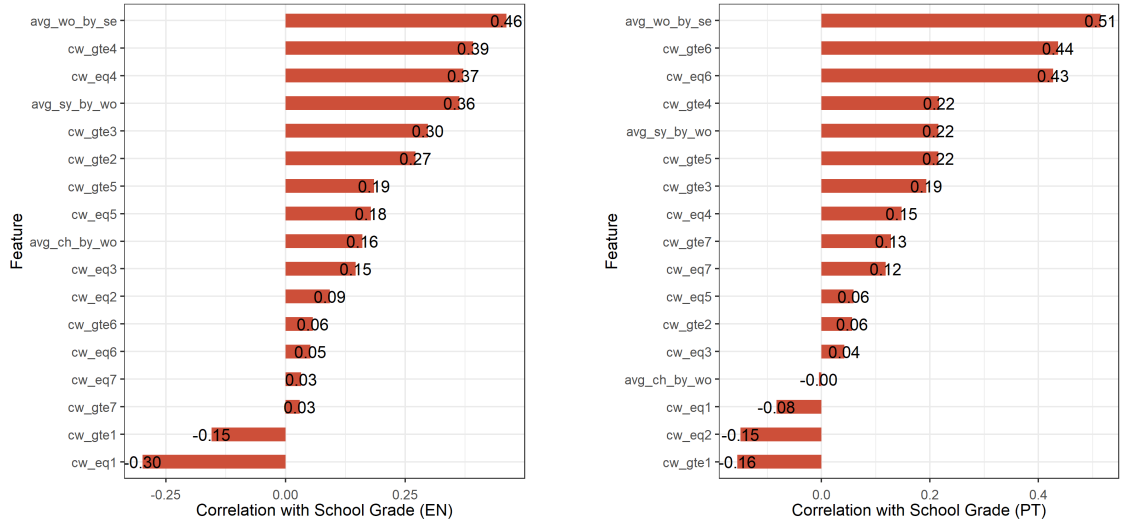 avg_wo_by_se 0.46
cw_gte4 0.39
cw_eq4 0.37
avg_sy_by_wo 0.36
cw_gte3 0.30
cw_gte2 0.27
cw_gte5 0.19
cw_eq5 0.18
avg_ch_by_wo 0.16
cw_eq3 0.15
cw_eq2 0.09
cw_gte6 0.06
cw_eq6 0.05
cw_eq7 0.03
cw_gte7 0.03
cw_gte1 -0.15
cw_eq1 -0.30
Feature
-0.25 0.00 0.25
Correlation with School Grade (EN)
avg_wo_by_se 0.51
cw_gte6 0.44
cw_eq6 0.43
cw_gte4 0.22
avg_sy_by_wo 0.22
cw_gte5 0.22
cw_gte3 0.19
cw_eq4 0.15
cw_gte7 0.13
cw_eq7 0.12
cw_eq5 0.06
cw_gte2 0.06
cw_eq3 0.04
avg_ch_by_wo -0.00
cw_eq1 -0.08
cw_eq2 -0.15
cw_gte1 -0.16
Feature
0.0 0.2 0.4
Correlation with School Grade (PT)